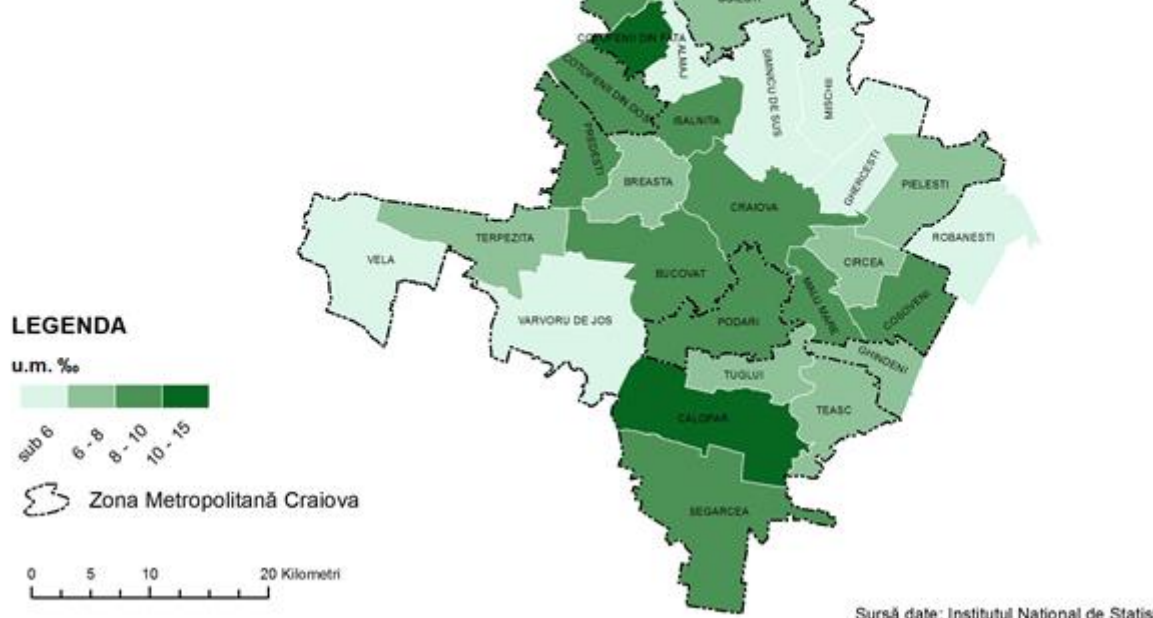 COTOFENII DIN FATA
ALMAJ
COTOFENII DIN DOS
ISALNITA
SIMNICU DE SUS
MISCHII
PREDESTI
BREASTA
GHERCESTI
PIELESTI
CRAIOVA
ROBANESTI
TERPEZITA
VELA
CIRCEA
BUCOVAT
MALU MARE
COSOVENI
VARVORU DE JOS
PODARI
GHINDENI
TUGLUI
TEASC
CALOPAR
SEGARCEA
LEGENDA
u.m. ‰
sub 6
6 - 8
8 - 10
10 - 15
Zona Metropolitană Craiova
0 5 10 20 Kilometri
Sursă date: Institutul National de Statis